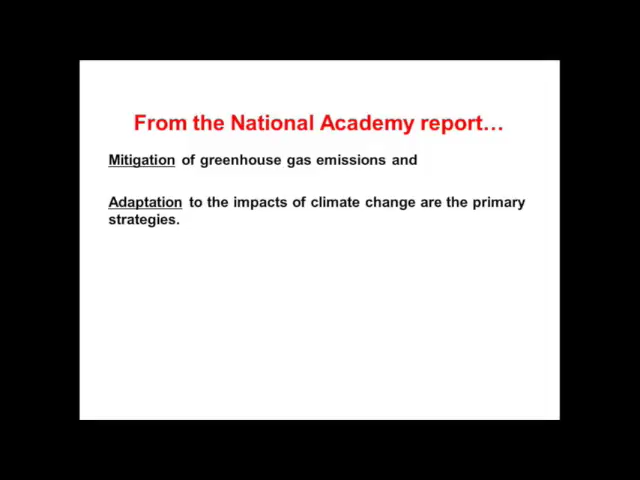 From the National Academy report…
Mitigation of greenhouse gas emissions and
Adaptation to the impacts of climate change are the primary
strategies.